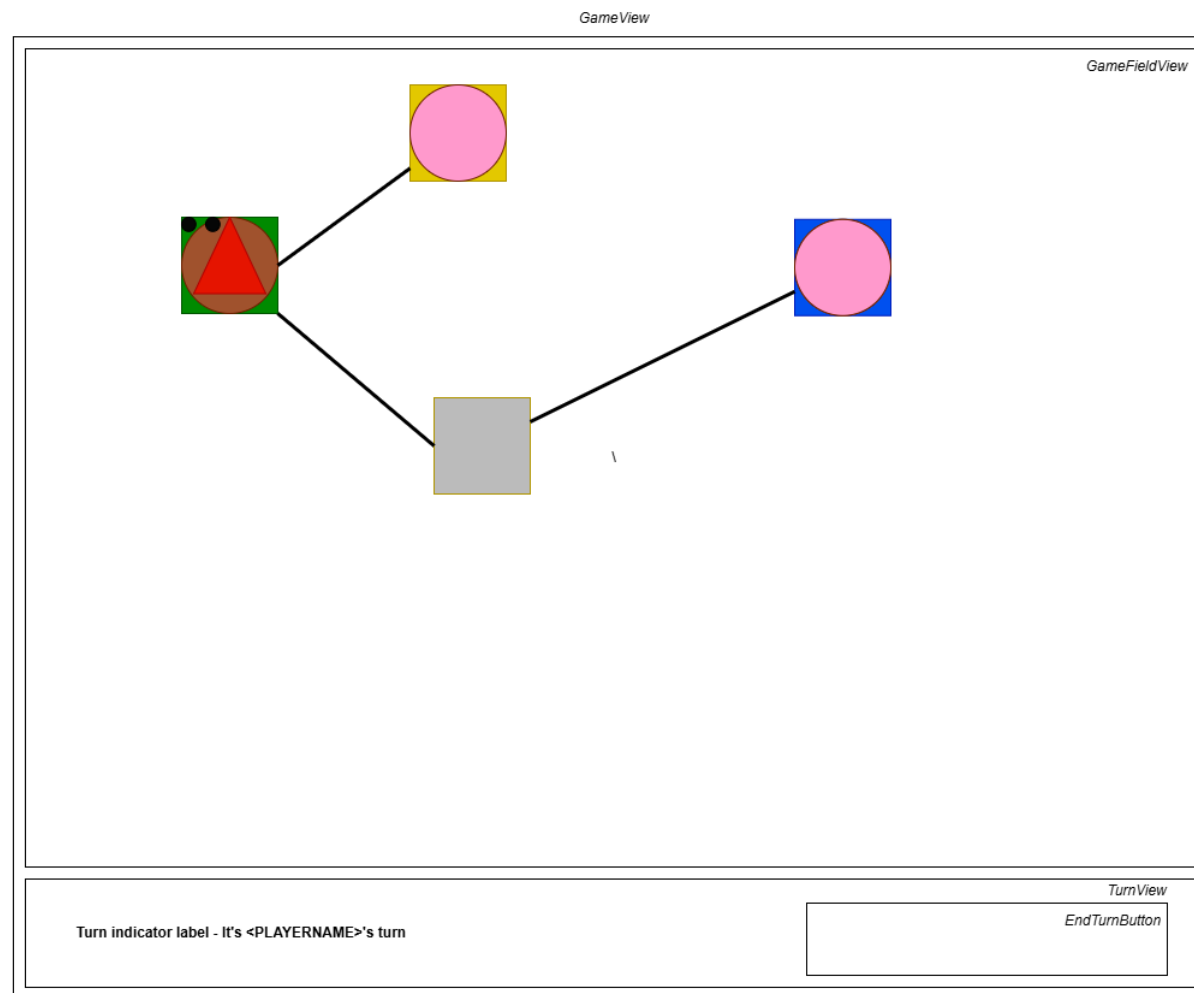 GameView
GameFieldView
\
TurnView
EndTurnButton
Turn indicator label - It's <PLAYERNAME>'s turn